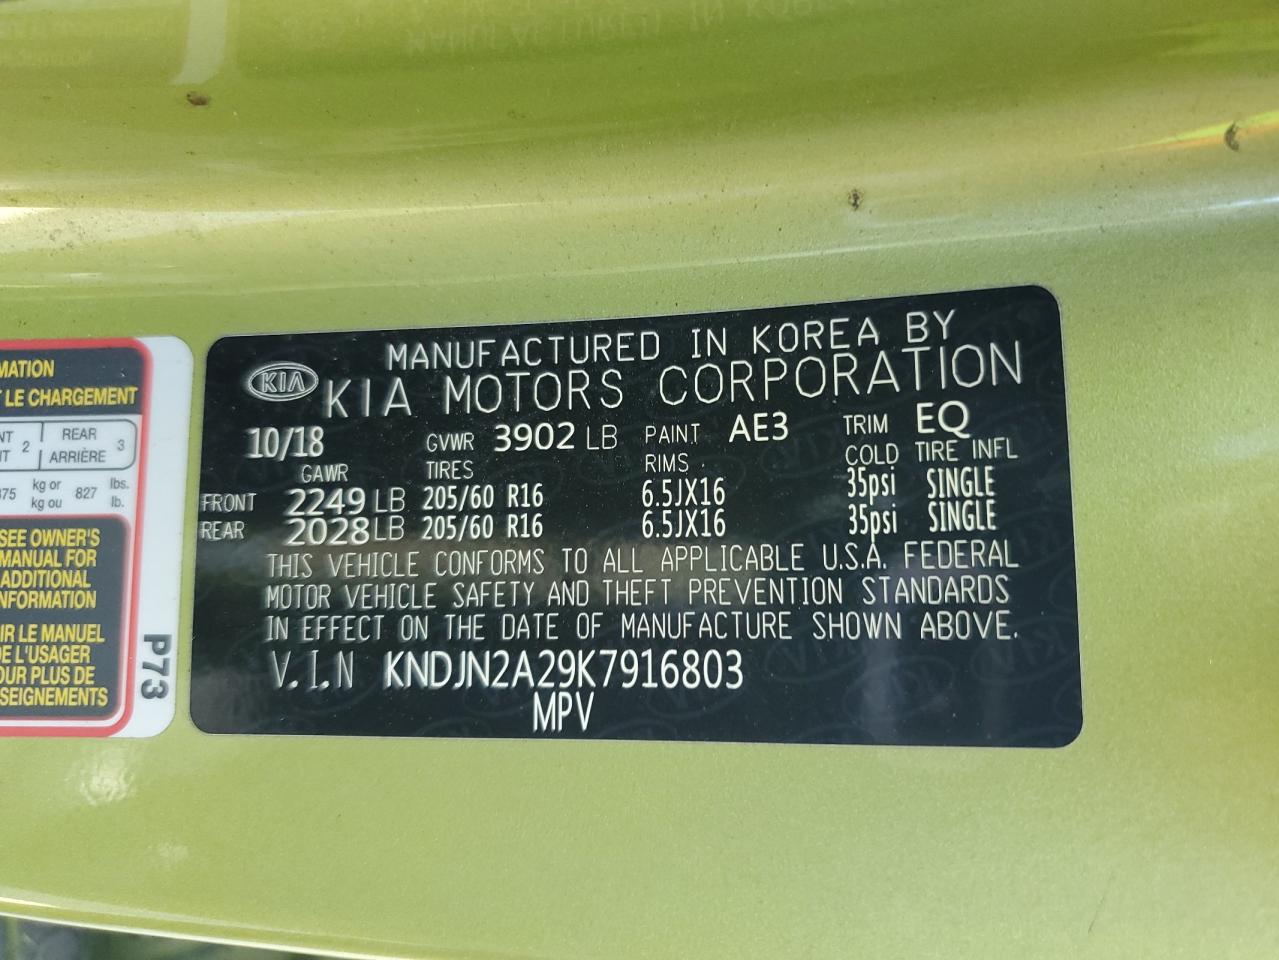 MATION
T LE CHARGEMENT
NT 2 REAR 3
NT ARRIÈRE
375 kg or 827 lbs.
kg ou lb.
SEE OWNER'S
MANUAL FOR
ADDITIONAL
NFORMATION
IR LE MANUEL
DE L'USAGER
OUR PLUS DE
SEIGNEMENTS
P73
MANUFACTURED IN KOREA BY
KIA KIA MOTORS CORPORATION
10/18 GVWR 3902 LB PAINT AE3 TRIM EQ
GAWR TIRES RIMS COLD TIRE INFL
FRONT 2249 LB 205/60 R16 6.5JX16 35psi SINGLE
REAR 2028 LB 205/60 R16 6.5JX16 35psi SINGLE
THIS VEHICLE CONFORMS TO ALL APPLICABLE U.S.A. FEDERAL
MOTOR VEHICLE SAFETY AND THEFT PREVENTION STANDARDS
IN EFFECT ON THE DATE OF MANUFACTURE SHOWN ABOVE.
V.I.N KNDJN2A29K7916803
MPV